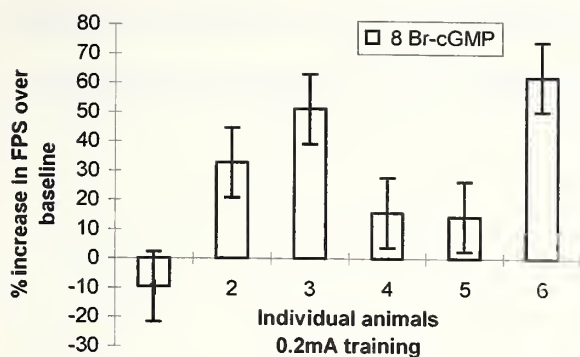 80
70
60
50
40
30
20
10
0
-10
-20
-30
% increase in FPS over
baseline
8 Br-cGMP
2 3 4 5 6
Individual animals
0.2mA training